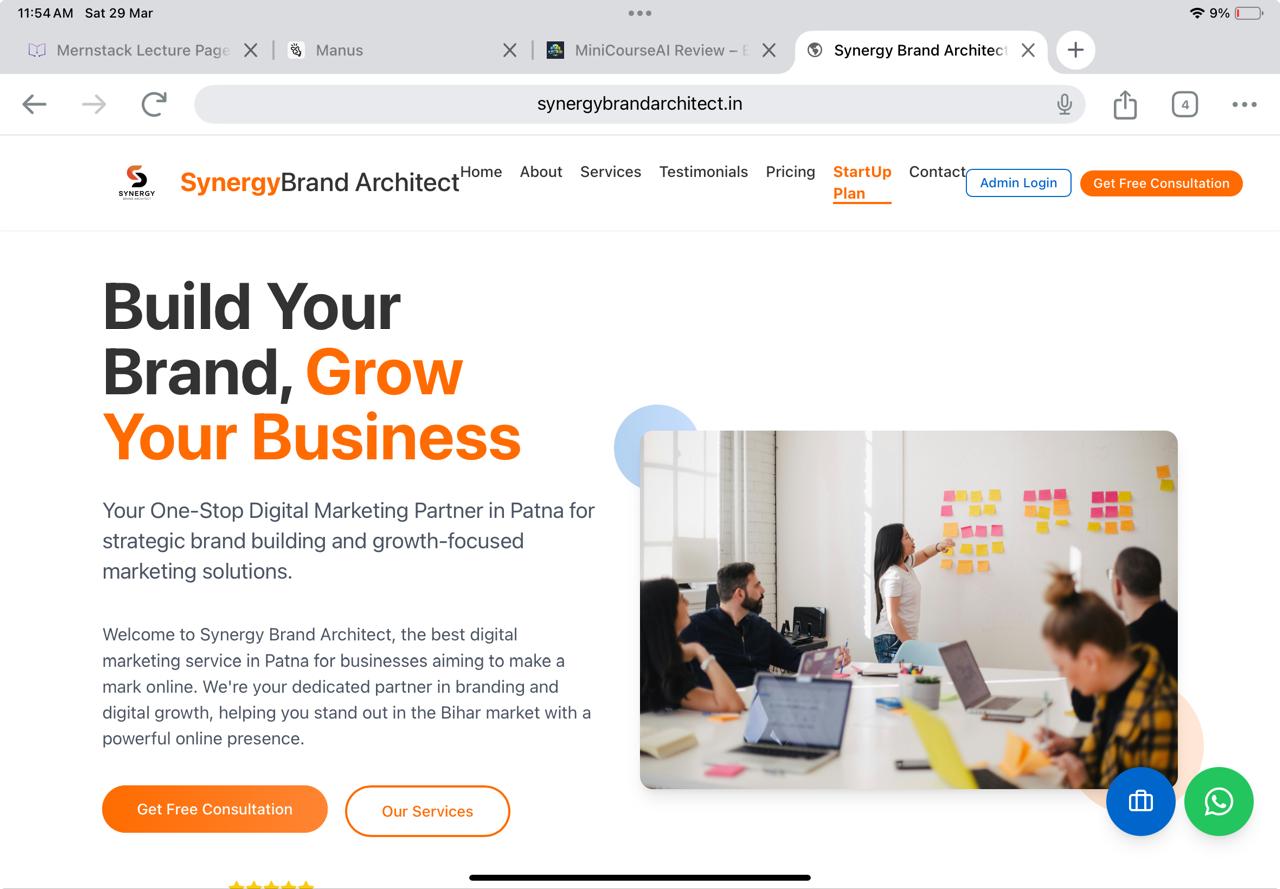 11:54 AM Sat 29 Mar
9%
Mernstack Lecture Page
Manus
MiniCourseAI Review –
Synergy Brand Architect
synergybrandarchitect.in
4
SYNERGY
SynergyBrand Architect
Home About Services Testimonials Pricing StartUp Plan Contact
Admin Login
Get Free Consultation
Build Your
Brand, Grow
Your Business
Your One-Stop Digital Marketing Partner in Patna for
strategic brand building and growth-focused
marketing solutions.
Welcome to Synergy Brand Architect, the best digital
marketing service in Patna for businesses aiming to make a
mark online. We're your dedicated partner in branding and
digital growth, helping you stand out in the Bihar market with a
powerful online presence.
Get Free Consultation
Our Services